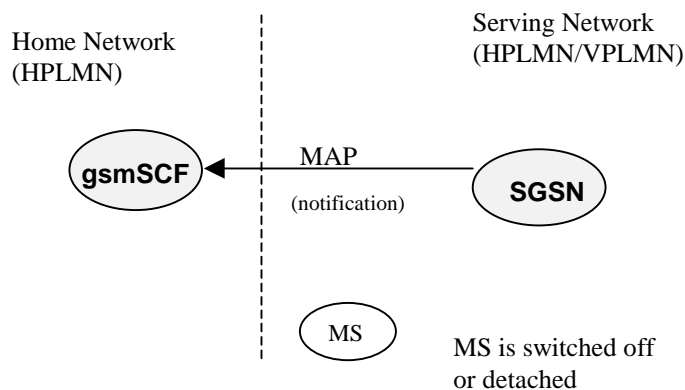 Home Network
(HPLMN)
Serving Network
(HPLMN/VPLMN)
gsmSCF
MAP
(notification)
SGSN
MS
MS is switched off
or detached